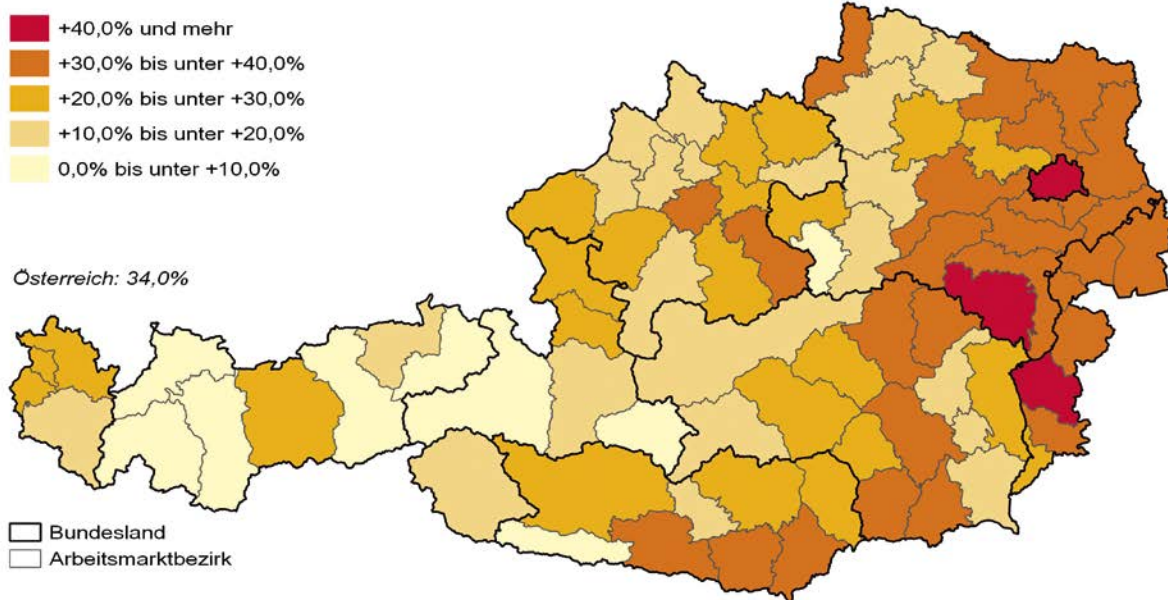 +40,0% und mehr
+30,0% bis unter +40,0%
+20,0% bis unter +30,0%
+10,0% bis unter +20,0%
0,0% bis unter +10,0%
Österreich: 34,0%
Bundesland
Arbeitsmarktbezirk